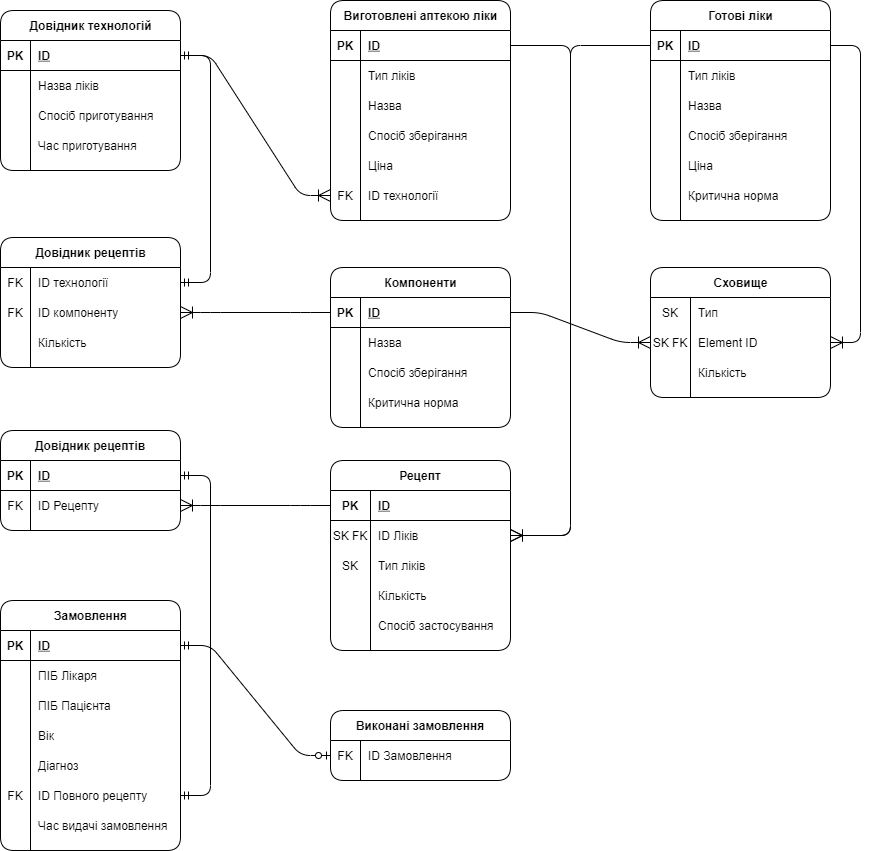 Довідник технологій
PK ID
Назва ліків
Спосіб приготування
Час приготування
Виготовлені аптекою ліки
PK ID
Тип ліків
Назва
Спосіб зберігання
Ціна
FK ID технології
Готові ліки
PK ID
Тип ліків
Назва
Спосіб зберігання
Ціна
Критична норма
Довідник рецептів
FK ID технології
FK ID компоненту
Кількість
Компоненти
PK ID
Назва
Спосіб зберігання
Критична норма
Сховище
SK Тип
SK FK Element ID
Кількість
Довідник рецептів
PK ID
FK ID Рецепту
Рецепт
PK ID
SK FK ID Ліків
SK Тип ліків
Кількість
Спосіб застосування
Замовлення
PK ID
ПІБ Лікаря
ПІБ Пацієнта
Вік
Діагноз
FK ID Повного рецепту
Час видачі замовлення
Виконані замовлення
FK ID Замовлення